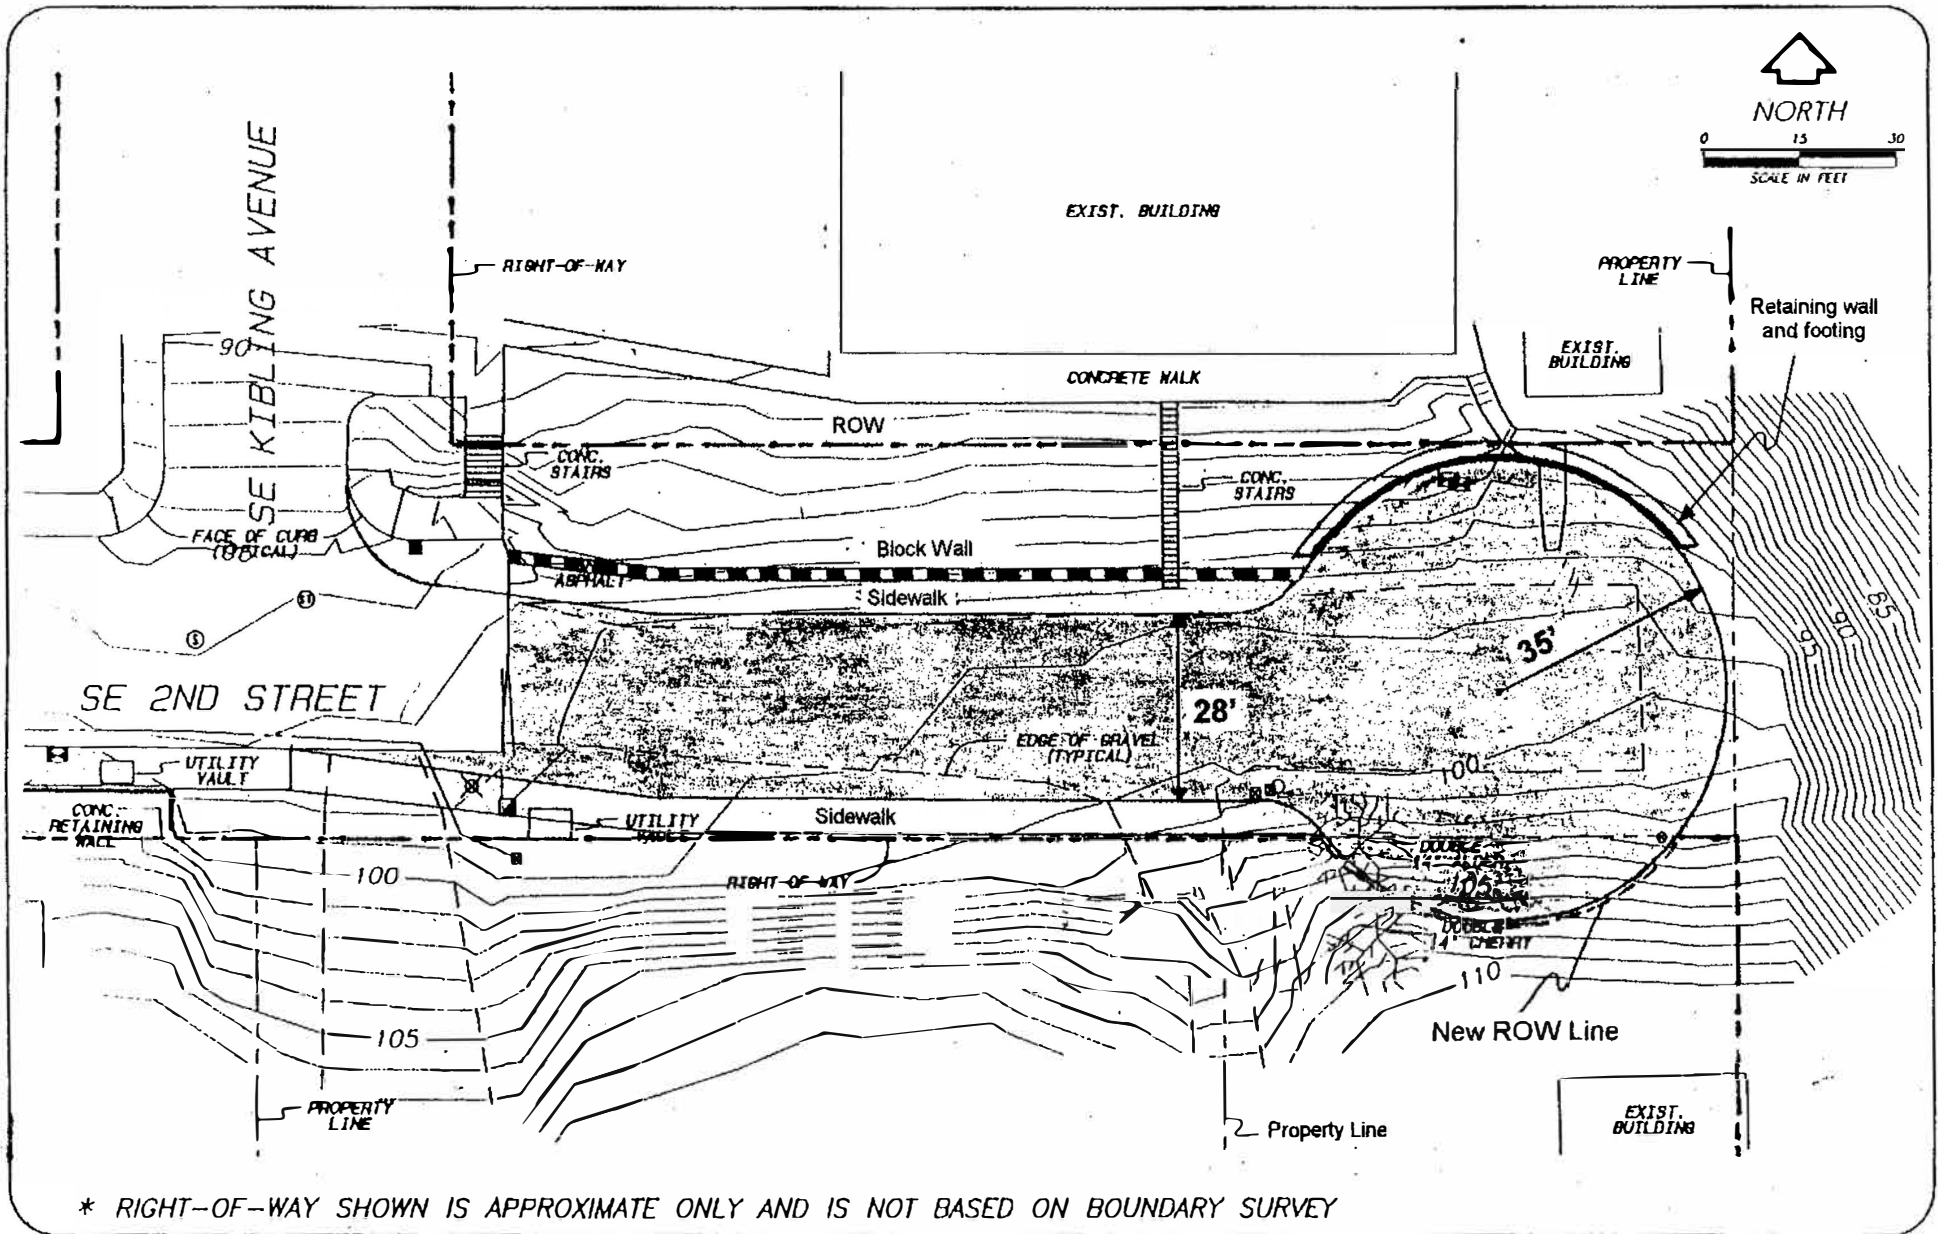 NORTH
0 15 30
SCALE IN FEET
SE KIBLING AVENUE
EXIST. BUILDING
RIGHT-OF-WAY
PROPERTY
LINE
Retaining wall
and footing
90
EXIST.
BUILDING
CONCRETE WALK
ROW
CONC.
STAIRS
CONC.
STAIRS
FACE OF CURB
(TYPICAL)
Block Wall
ASPHALT
Sidewalk
ST
S
85
90
95
35'
SE 2ND STREET
28'
EDGE OF GRAVEL
(TYPICAL)
100
UTILITY
VAULT
CONC.
RETAINING
WALL
UTILITY
VAULT
Sidewalk
DOUBLE
105
100
RIGHT-OF-WAY
DOUBLE
14" CHERRY
110
New ROW Line
105
PROPERTY
LINE
Property Line
EXIST.
BUILDING
* RIGHT-OF-WAY SHOWN IS APPROXIMATE ONLY AND IS NOT BASED ON BOUNDARY SURVEY